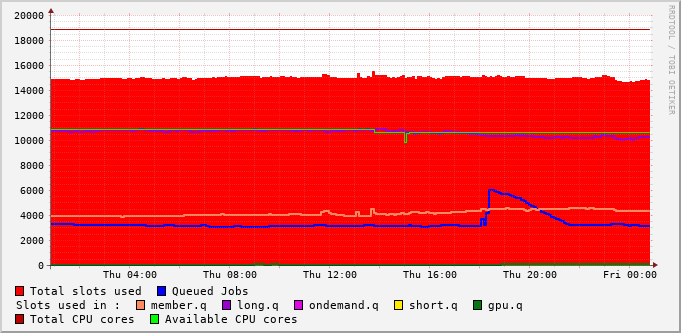 20000
18000
16000
14000
12000
10000
8000
6000
4000
2000
0
Thu 04:00 Thu 08:00 Thu 12:00 Thu 16:00 Thu 20:00 Fri 00:00
Total slots used Queued Jobs
Slots used in : member.q long.q ondemand.q short.q gpu.q
Total CPU cores Available CPU cores
RRDTOOL / TOBI OETIKER